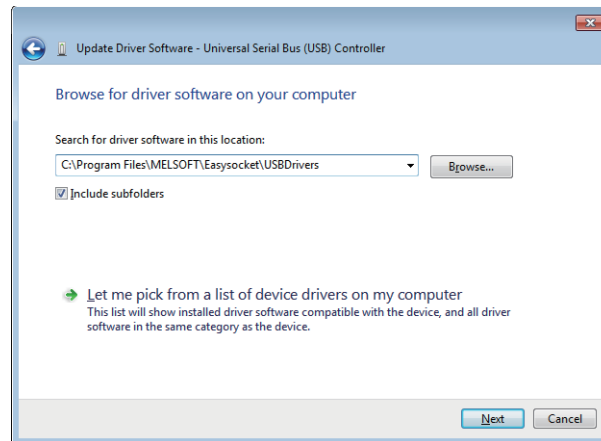 Update Driver Software - Universal Serial Bus (USB) Controller
Browse for driver software on your computer
Search for driver software in this location:
C:\Program Files\MELSOFT\Easysocket\USBDrivers
Browse...
Include subfolders
Let me pick from a list of device drivers on my computer
This list will show installed driver software compatible with the device, and all driver
software in the same category as the device.
Next
Cancel